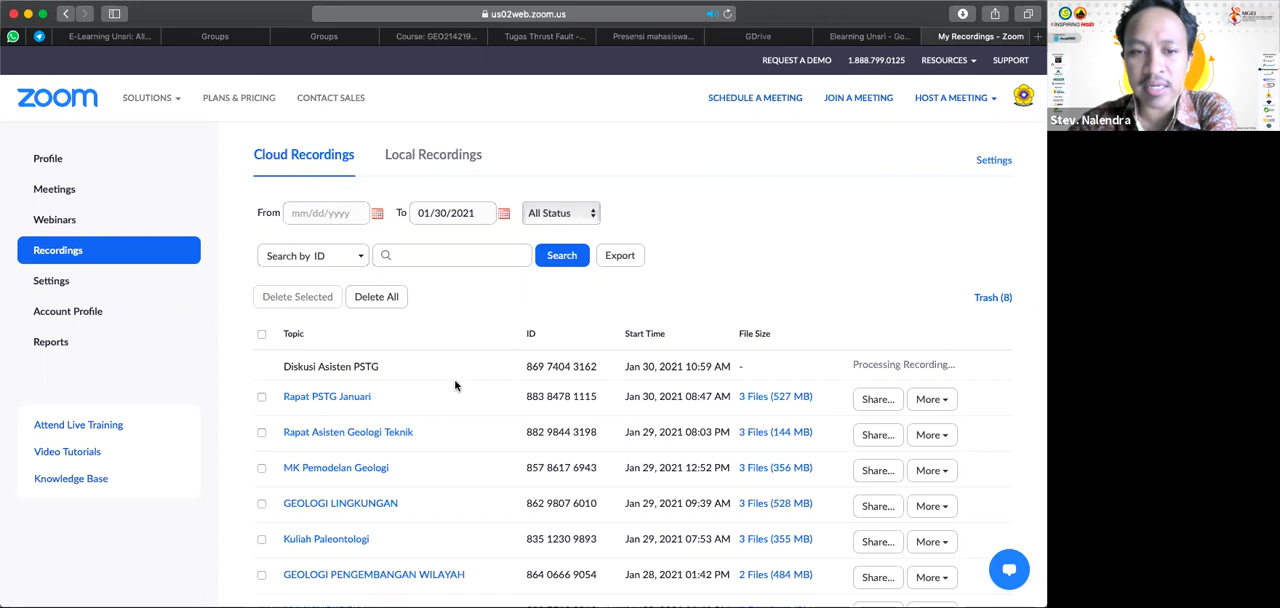 us02web.zoom.us
E-Learning Unsri: Ali...
Groups
Groups
Course: GEO214219...
Tugas Thrust Fault -...
Presensi mahasiswa...
GDrive
Elearning Unsri - Go...
My Recordings - Zoom
REQUEST A DEMO 1.888.799.0125 RESOURCES SUPPORT
zoom SOLUTIONS PLANS & PRICING CONTACT SALES SCHEDULE A MEETING JOIN A MEETING HOST A MEETING
MGEI
Stev. Nalendra
Profile
Meetings
Webinars
Recordings
Settings
Account Profile
Reports
Attend Live Training
Video Tutorials
Knowledge Base
Cloud Recordings Local Recordings
Settings
From mm/dd/yyyy To 01/30/2021 All Status
Search by ID Search Export
Delete Selected Delete All Trash (8)
Topic ID Start Time File Size
Diskusi Asisten PSTG 869 7404 3162 Jan 30, 2021 10:59 AM - Processing Recording...
Rapat PSTG Januari 883 8478 1115 Jan 30, 2021 08:47 AM 3 Files (527 MB) Share... More
Rapat Asisten Geologi Teknik 882 9844 3198 Jan 29, 2021 08:03 PM 3 Files (144 MB) Share... More
MK Pemodelan Geologi 857 8617 6943 Jan 29, 2021 12:52 PM 3 Files (356 MB) Share... More
GEOLOGI LINGKUNGAN 862 9807 6010 Jan 29, 2021 09:39 AM 3 Files (528 MB) Share... More
Kuliah Paleontologi 835 1230 9893 Jan 29, 2021 07:53 AM 3 Files (355 MB) Share... More
GEOLOGI PENGEMBANGAN WILAYAH 864 0666 9054 Jan 28, 2021 01:42 PM 2 Files (484 MB) Share... More